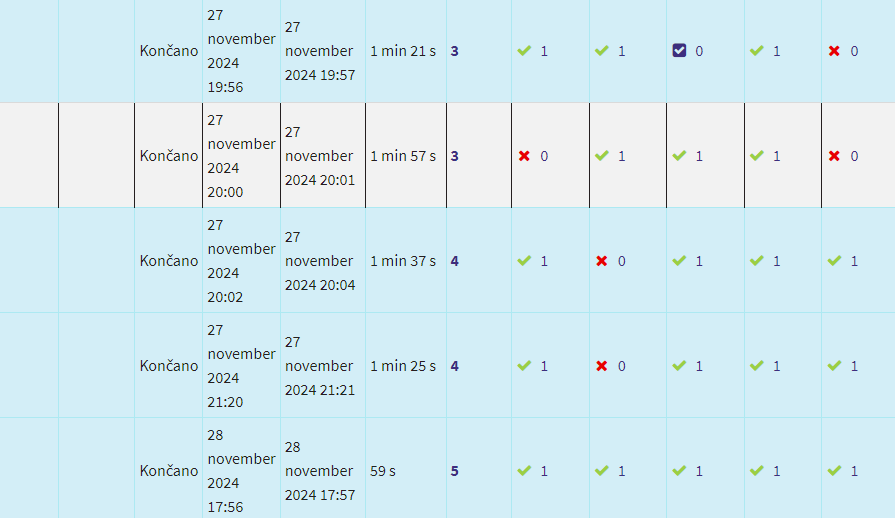 Končano 27 november 2024 19:56 27 november 2024 19:57 1 min 21 s 3 1 1 0 1 0
Končano 27 november 2024 20:00 27 november 2024 20:01 1 min 57 s 3 0 1 1 1 0
Končano 27 november 2024 20:02 27 november 2024 20:04 1 min 37 s 4 1 0 1 1 1
Končano 27 november 2024 21:20 27 november 2024 21:21 1 min 25 s 4 1 0 1 1 1
Končano 28 november 2024 17:56 28 november 2024 17:57 59 s 5 1 1 1 1 1